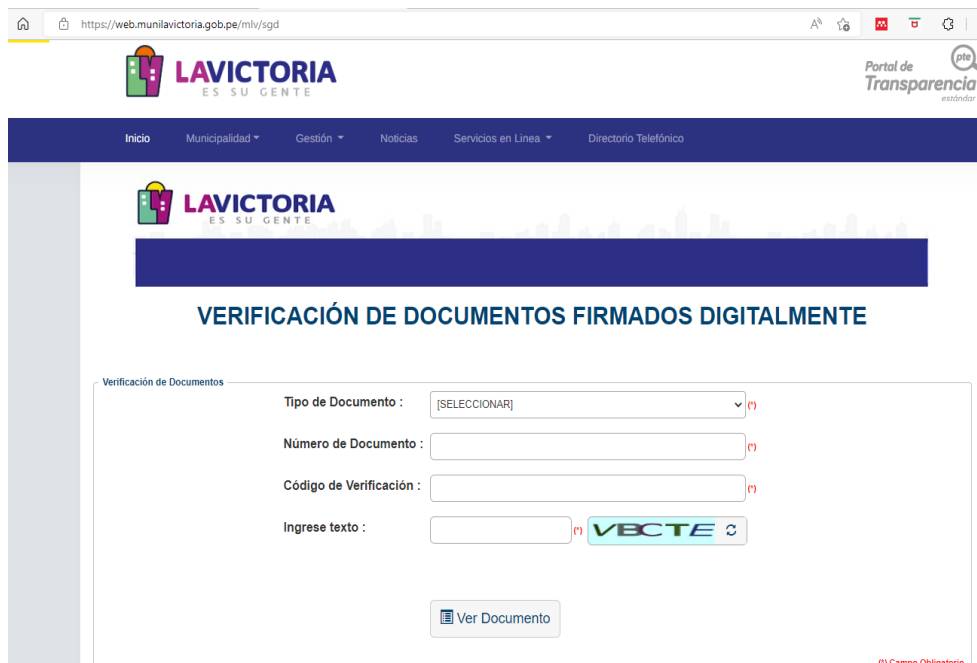 https://web.munilavictoria.gob.pe/mlv/sgd
LAVICTORIA
ES SU GENTE
Portal de
pte
Transparencia
estándar
Inicio Municipalidad Gestión Noticias Servicios en Linea Directorio Telefónico
LAVICTORIA
ES SU GENTE
VERIFICACIÓN DE DOCUMENTOS FIRMADOS DIGITALMENTE
Verificación de Documentos
Tipo de Documento : [SELECCIONAR] (*)
Número de Documento : (*)
Código de Verificación : (*)
Ingrese texto : (*) VBCTE
Ver Documento
(*) Campo Obligatorio